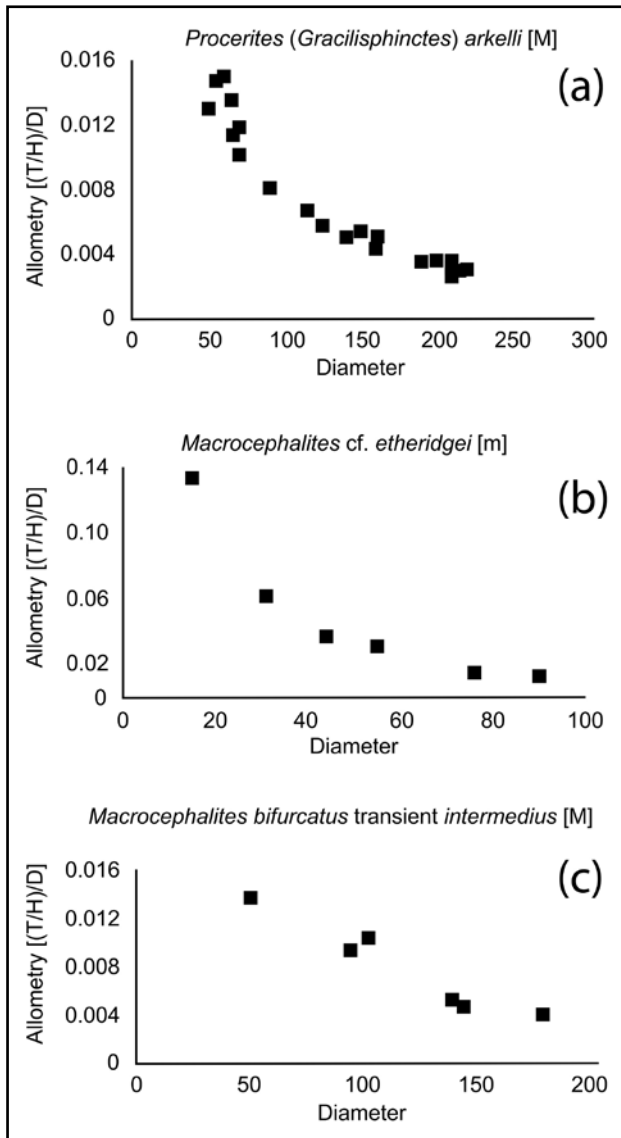 Procerites (Gracilisphinctes) arkelli [M]
(a)
Allometry [(T/H)/D]
0.016
0.012
0.008
0.004
0
0 50 100 150 200 250 300
Diameter
Macrocephalites cf. etheridgei [m]
(b)
Allometry [(T/H)/D]
0.14
0.10
0.06
0.02
0
0 20 40 60 80 100
Diameter
Macrocephalites bifurcatus transient intermedius [M]
(c)
Allometry [(T/H)/D]
0.016
0.012
0.008
0.004
0
0 50 100 150 200
Diameter